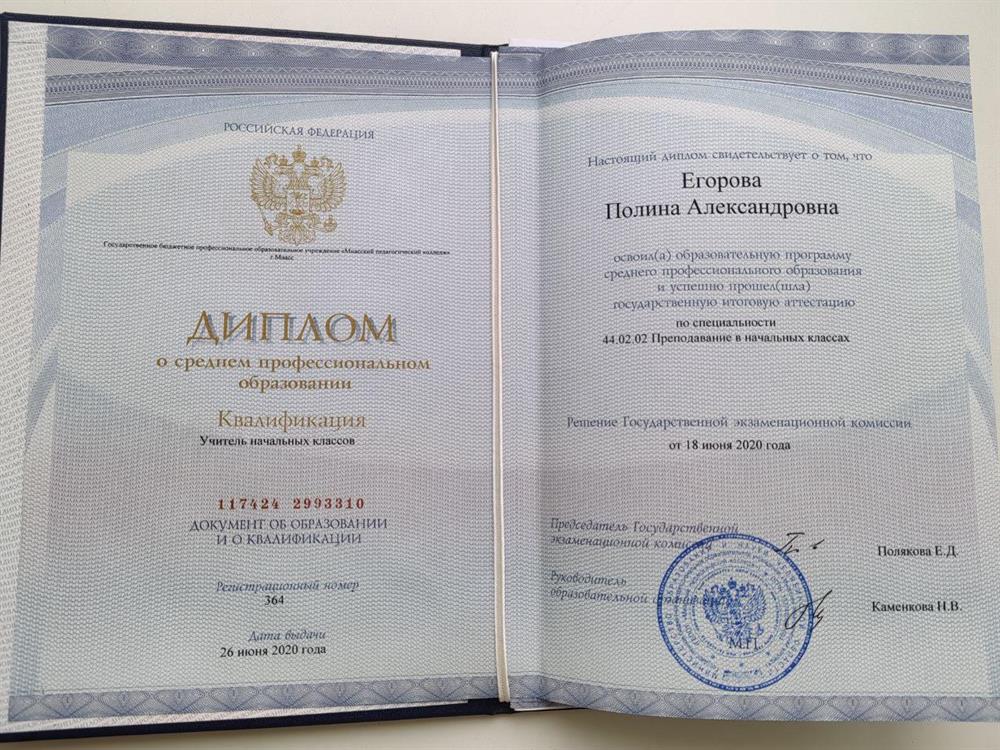 РОССИЙСКАЯ ФЕДЕРАЦИЯ
Государственное бюджетное профессиональное образовательное учреждение «Миасский педагогический колледж»
г.Миасс
ДИПЛОМ
о среднем профессиональном
образовании
Квалификация
Учитель начальных классов
117424 2993310
ДОКУМЕНТ ОБ ОБРАЗОВАНИИ
И О КВАЛИФИКАЦИИ
Регистрационный номер
364
Дата выдачи
26 июня 2020 года
Настоящий диплом свидетельствует о том, что
Егорова
Полина Александровна
освоил(а) образовательную программу
среднего профессионального образования
и успешно прошел(шла)
государственную итоговую аттестацию
по специальности
44.02.02 Преподавание в начальных классах
Решение Государственной экзаменационной комиссии
от 18 июня 2020 года
Председатель Государственной
экзаменационной комиссии
Полякова Е.Д.
Руководитель
образовательной организации
Каменкова Н.В.
М.П.